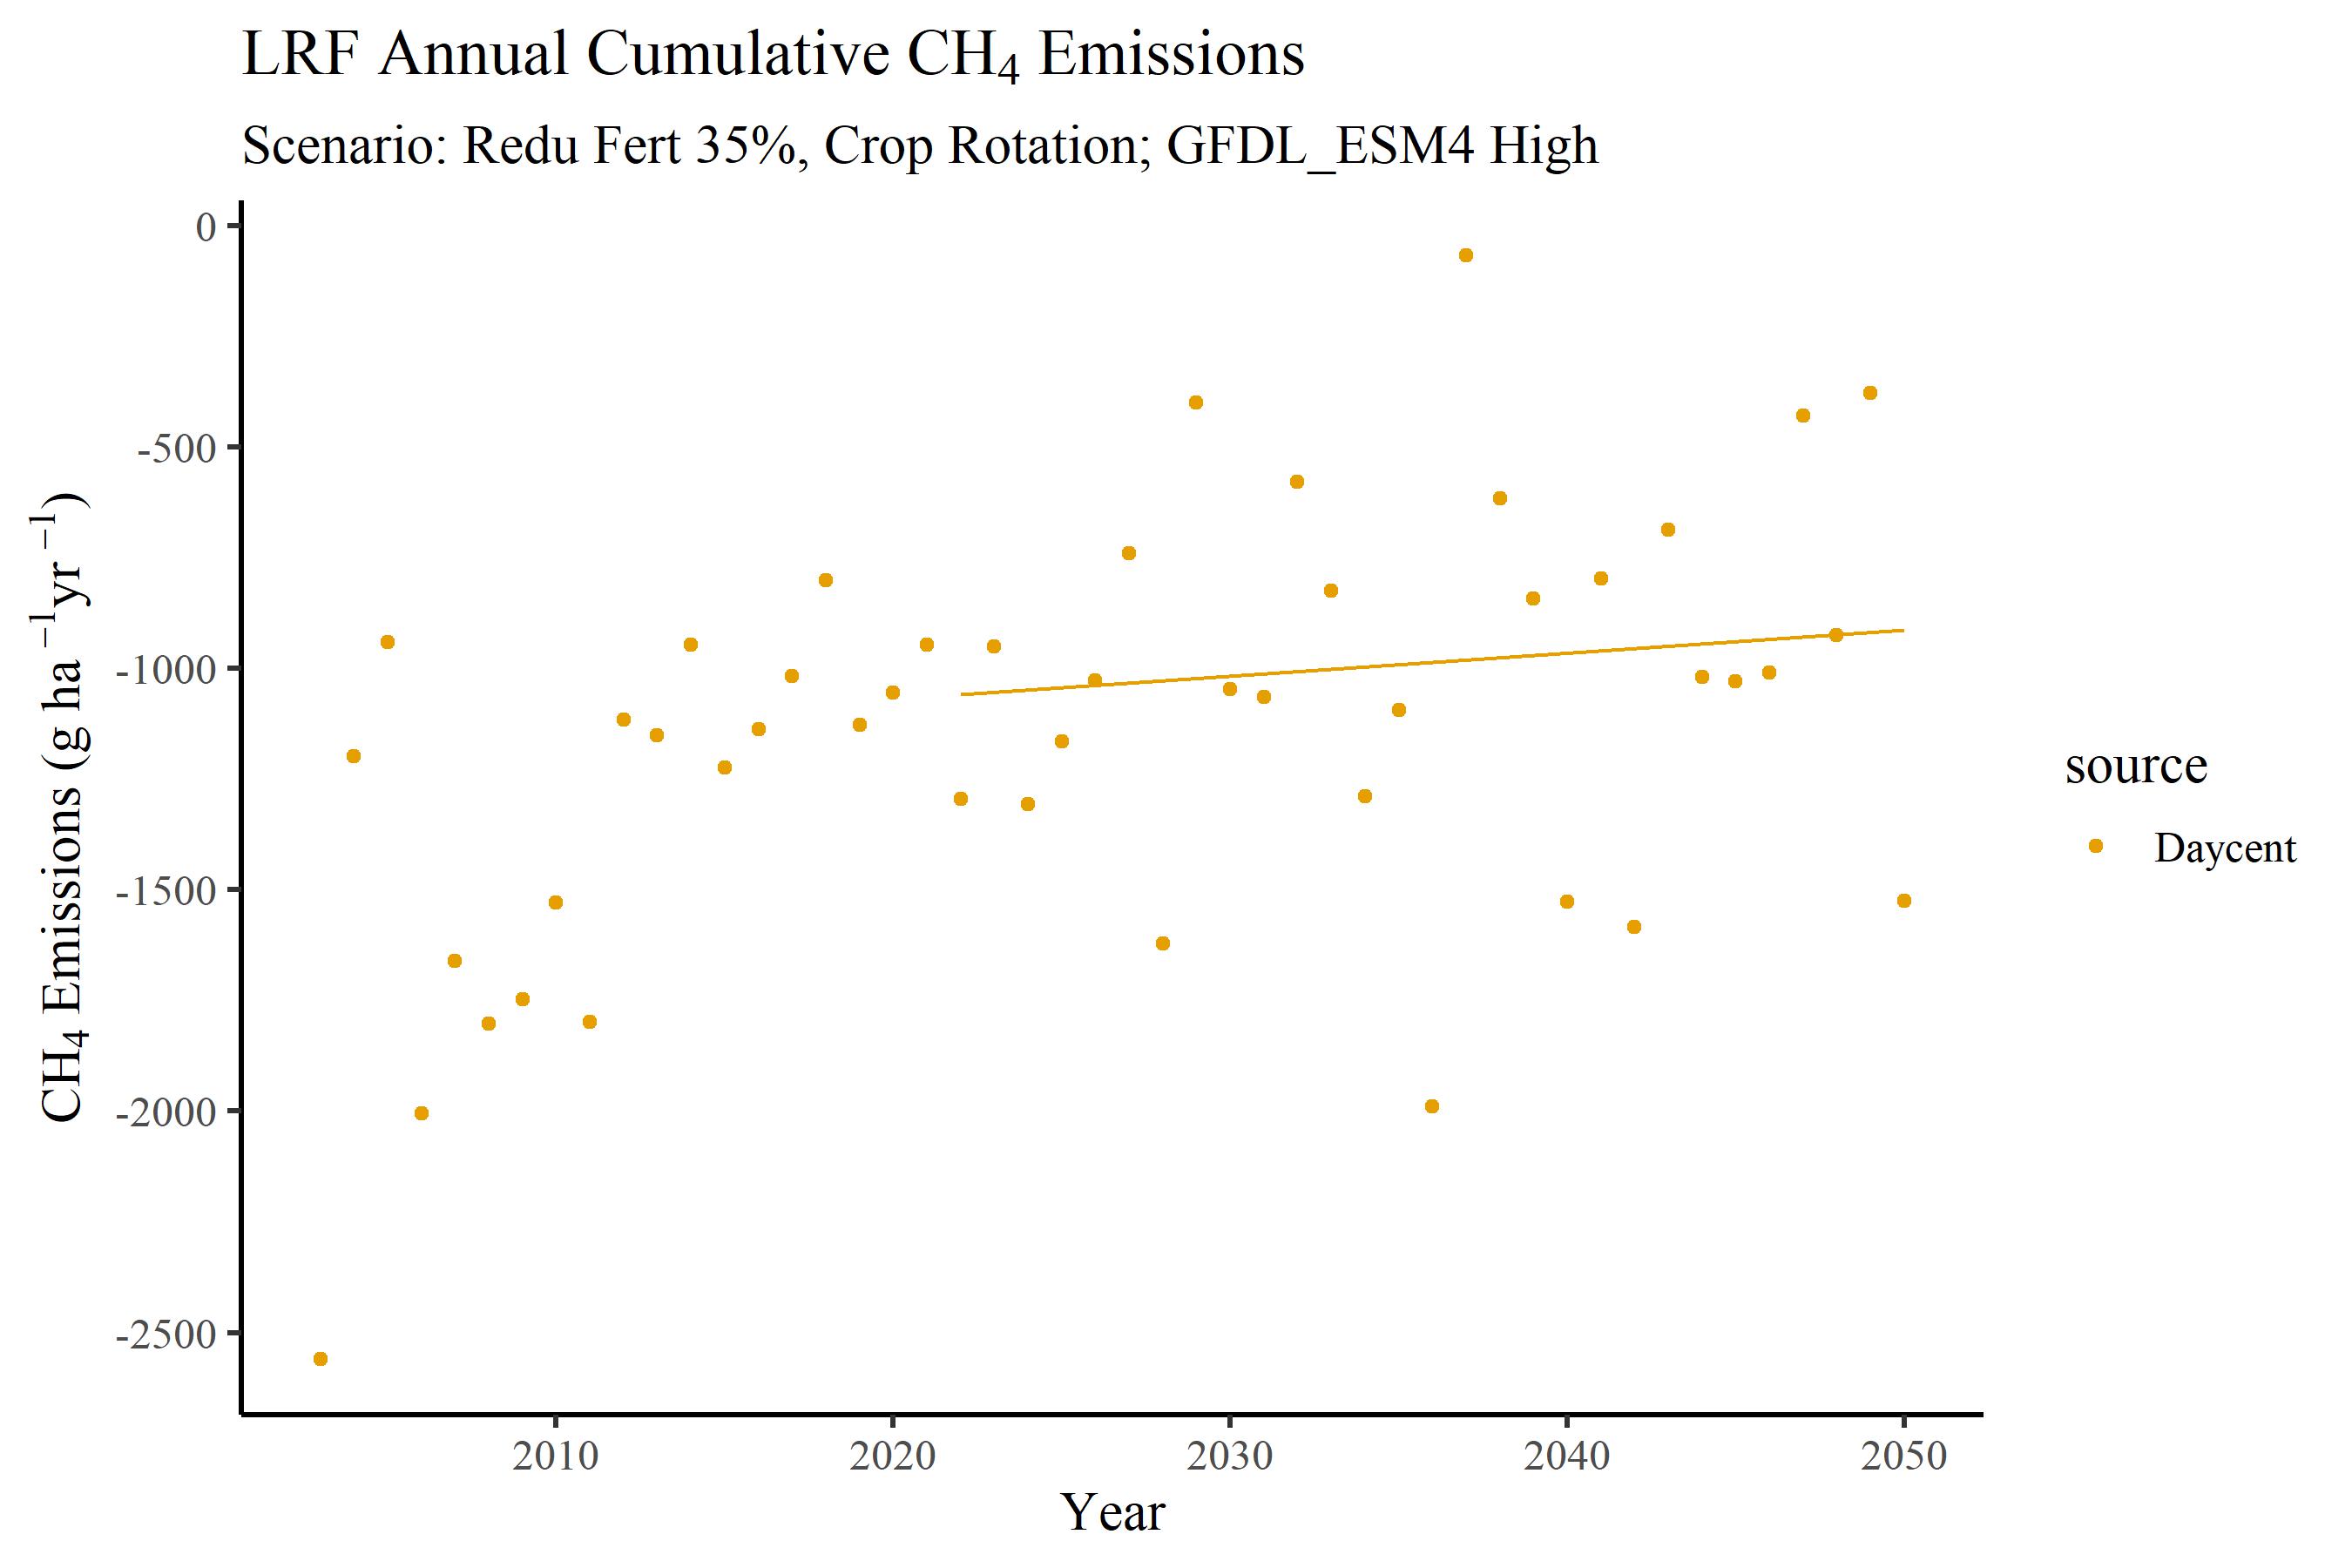 LRF Annual Cumulative CH₄ Emissions
Scenario: Redu Fert 35%, Crop Rotation; GFDL_ESM4 High
CH₄ Emissions (g ha ⁻¹yr ⁻¹)
0
-500
-1000
-1500
-2000
-2500
2010 2020 2030 2040 2050
Year
source
Daycent